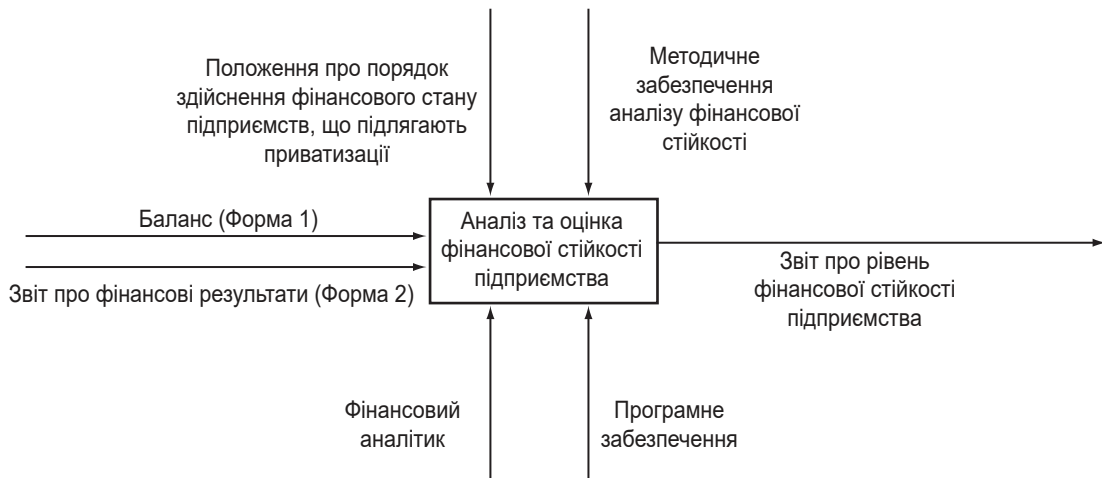 Положення про порядок
здійснення фінансового стану
підприємств, що підлягають
приватизації
Методичне
забезпечення
аналізу фінансової
стійкості
Баланс (Форма 1)
Звіт про фінансові результати (Форма 2)
Аналіз та оцінка
фінансової стійкості
підприємства
Звіт про рівень
фінансової стійкості
підприємства
Фінансовий
аналітик
Програмне
забезпечення